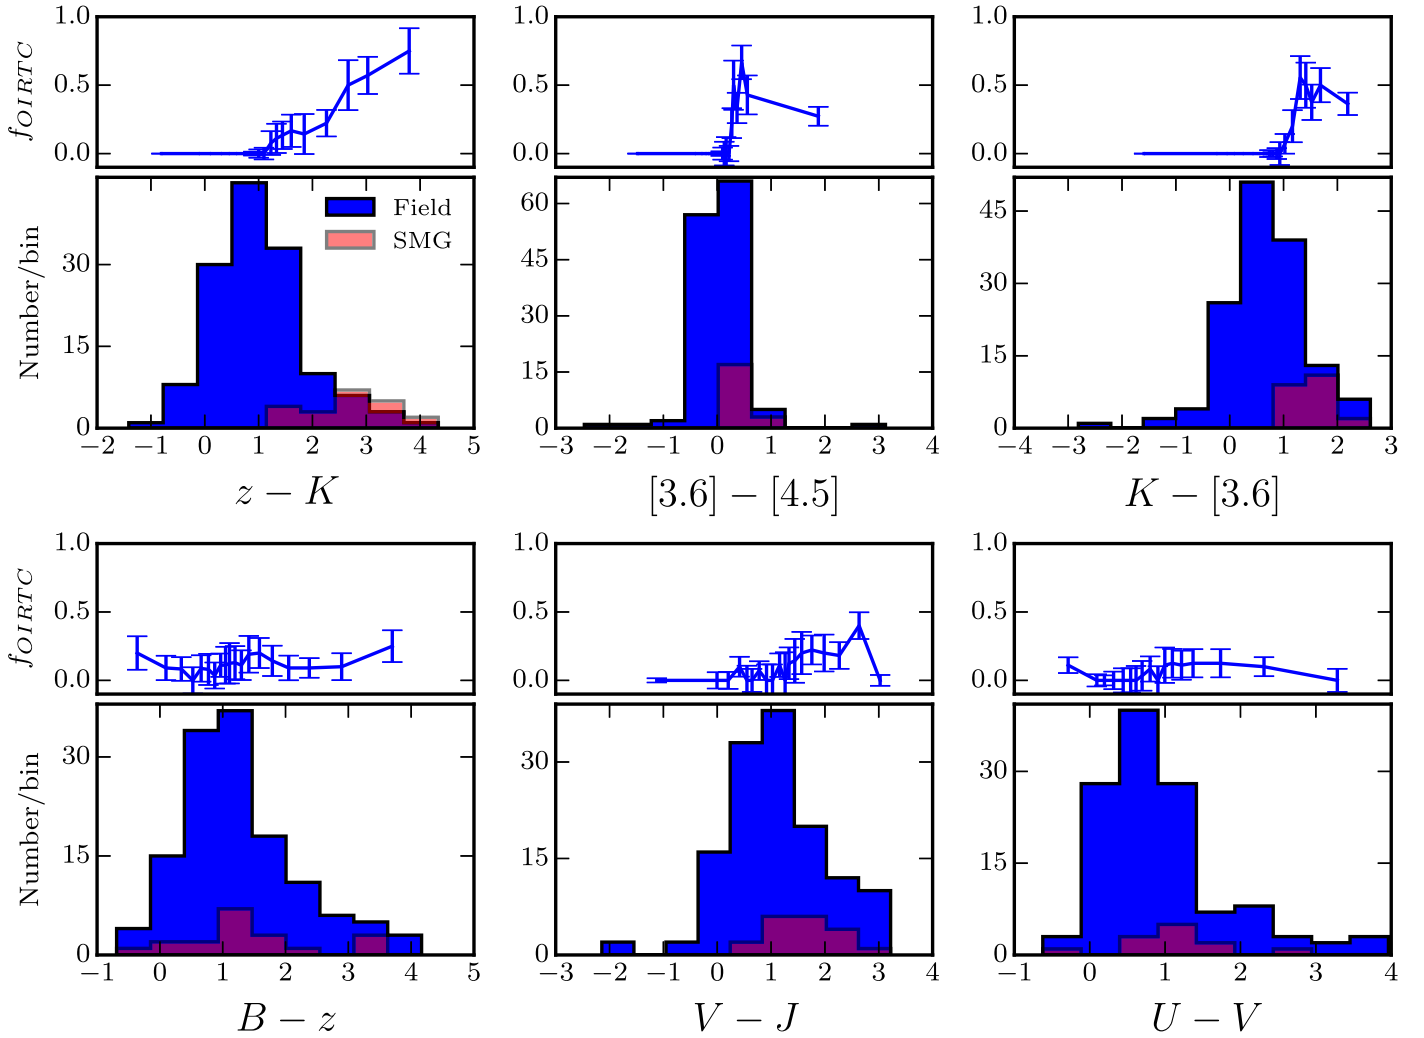 1.0 1.0 1.0
f_OIRTC 0.5 0.5 0.5
0.0 0.0 0.0
Number/bin
30
15
0
Field
SMG
60
45
30
15
0
45
30
15
0
−2 −1 0 1 2 3 4 5
−3 −2 −1 0 1 2 3 4
−4 −3 −2 −1 0 1 2 3
z − K
[3.6] − [4.5]
K − [3.6]
1.0 1.0 1.0
f_OIRTC 0.5 0.5 0.5
0.0 0.0 0.0
Number/bin
30
15
0
30
15
0
30
15
0
−1 0 1 2 3 4 5
−3 −2 −1 0 1 2 3 4
−1 0 1 2 3 4
B − z
V − J
U − V